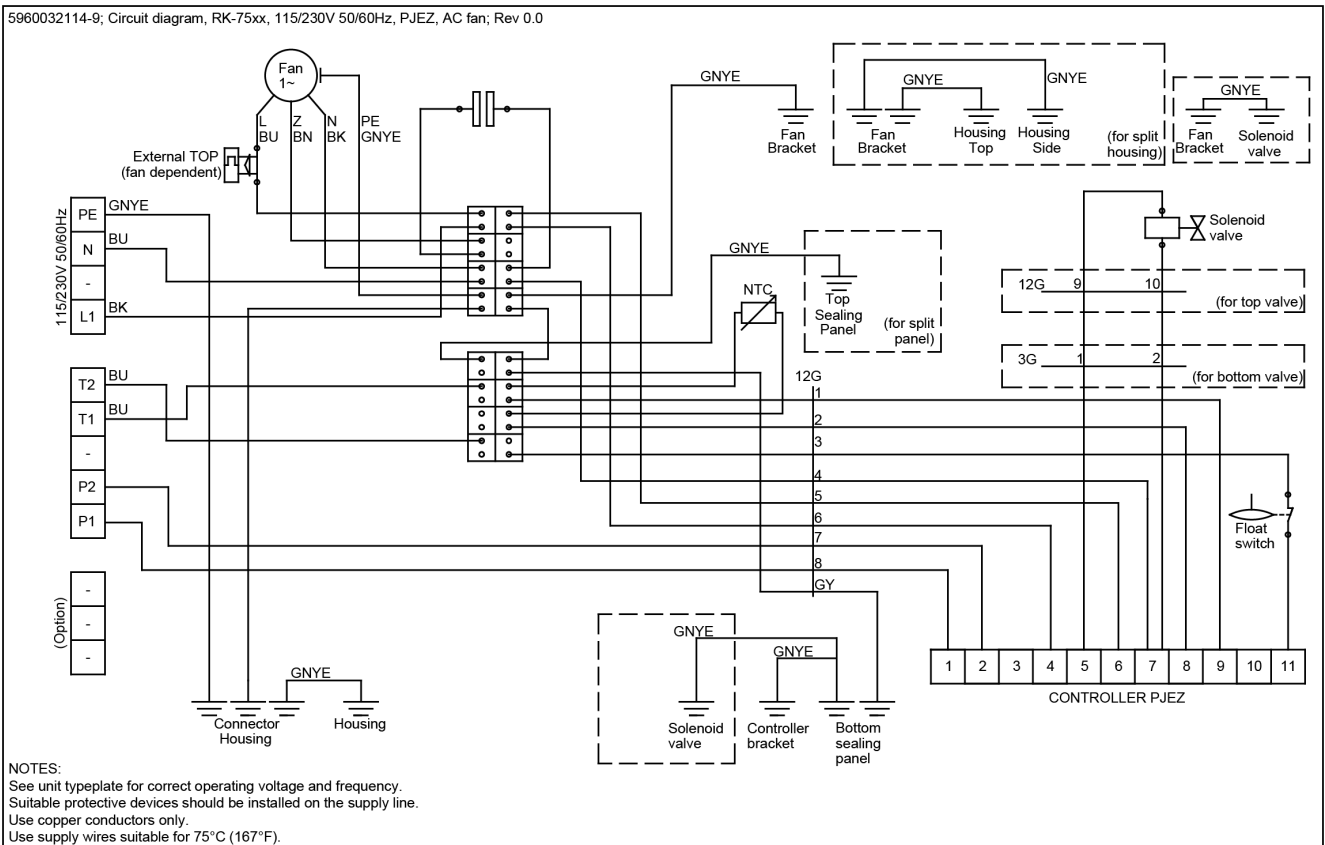 5960032114-9; Circuit diagram, RK-75xx, 115/230V 50/60Hz, PJEZ, AC fan; Rev 0.0
Fan
1~
L
BU
Z
BN
N
BK
PE
GNYE
External TOP
(fan dependent)
GNYE
Fan
Bracket
GNYE
GNYE
Fan
Bracket
Housing
Top
Housing
Side
(for split
housing)
GNYE
Fan
Bracket
Solenoid
valve
115/230V 50/60Hz
PE
GNYE
N
BU
-
L1
BK
GNYE
Top
Sealing
Panel
(for split
panel)
NTC
Solenoid
valve
12G
9
10
(for top valve)
3G
1
2
(for bottom valve)
T2
BU
T1
BU
-
P2
P1
12G
1
2
3
4
5
6
7
8
GY
Float
switch
(Option)
-
-
-
GNYE
Connector
Housing
Housing
GNYE
GNYE
Solenoid
valve
Controller
bracket
Bottom
sealing
panel
1
2
3
4
5
6
7
8
9
10
11
CONTROLLER PJEZ
NOTES:
See unit typeplate for correct operating voltage and frequency.
Suitable protective devices should be installed on the supply line.
Use copper conductors only.
Use supply wires suitable for 75°C (167°F).